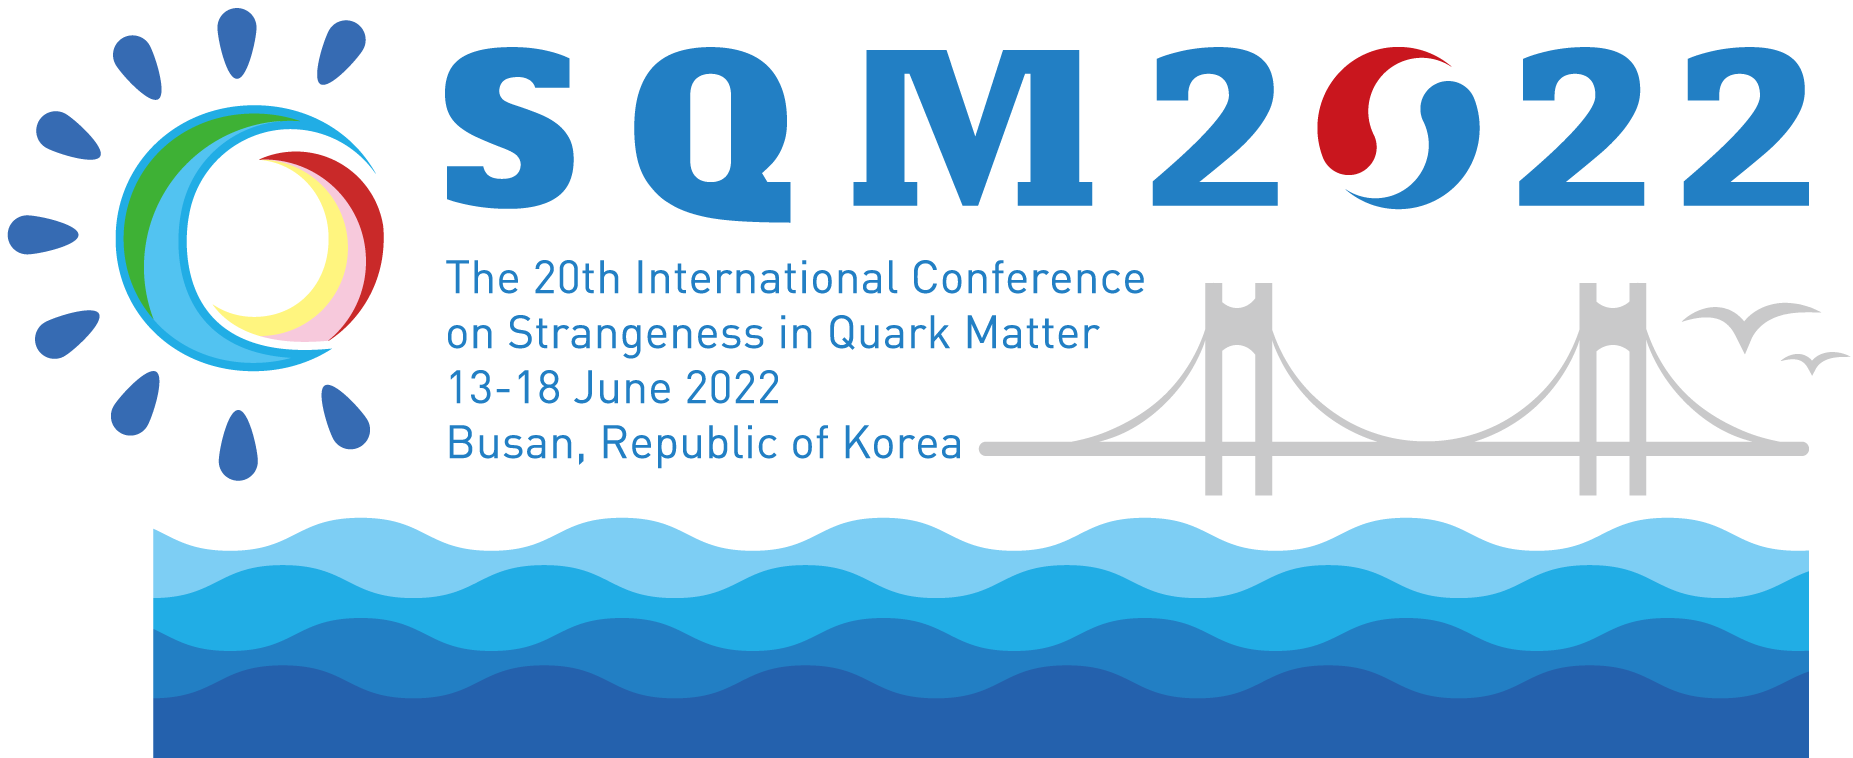 SQM2022
The 20th International Conference
on Strangeness in Quark Matter
13-18 June 2022
Busan, Republic of Korea